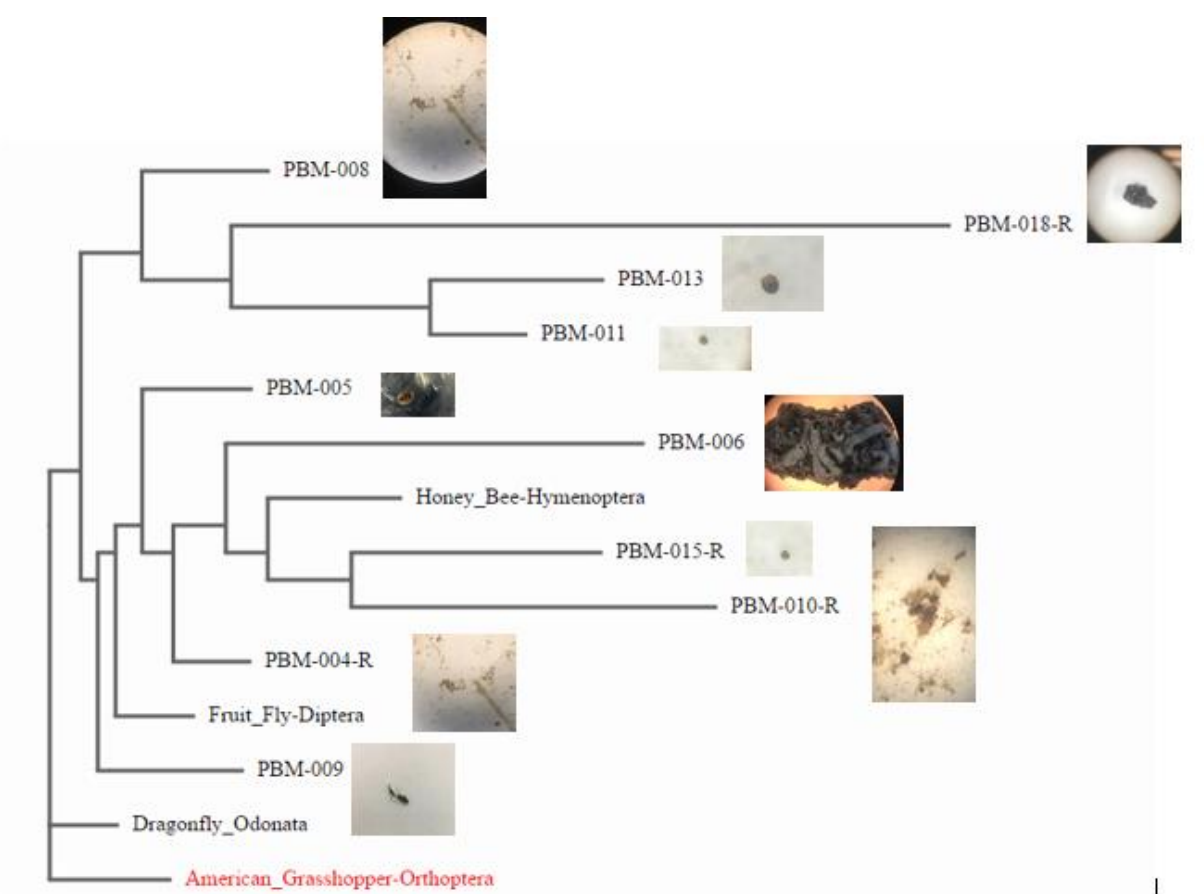 PBM-008
PBM-018-R
PBM-013
PBM-011
PBM-005
PBM-006
Honey_Bee-Hymenoptera
PBM-015-R
PBM-010-R
PBM-004-R
Fruit_Fly-Diptera
PBM-009
Dragonfly_Odonata
American_Grasshopper-Orthoptera